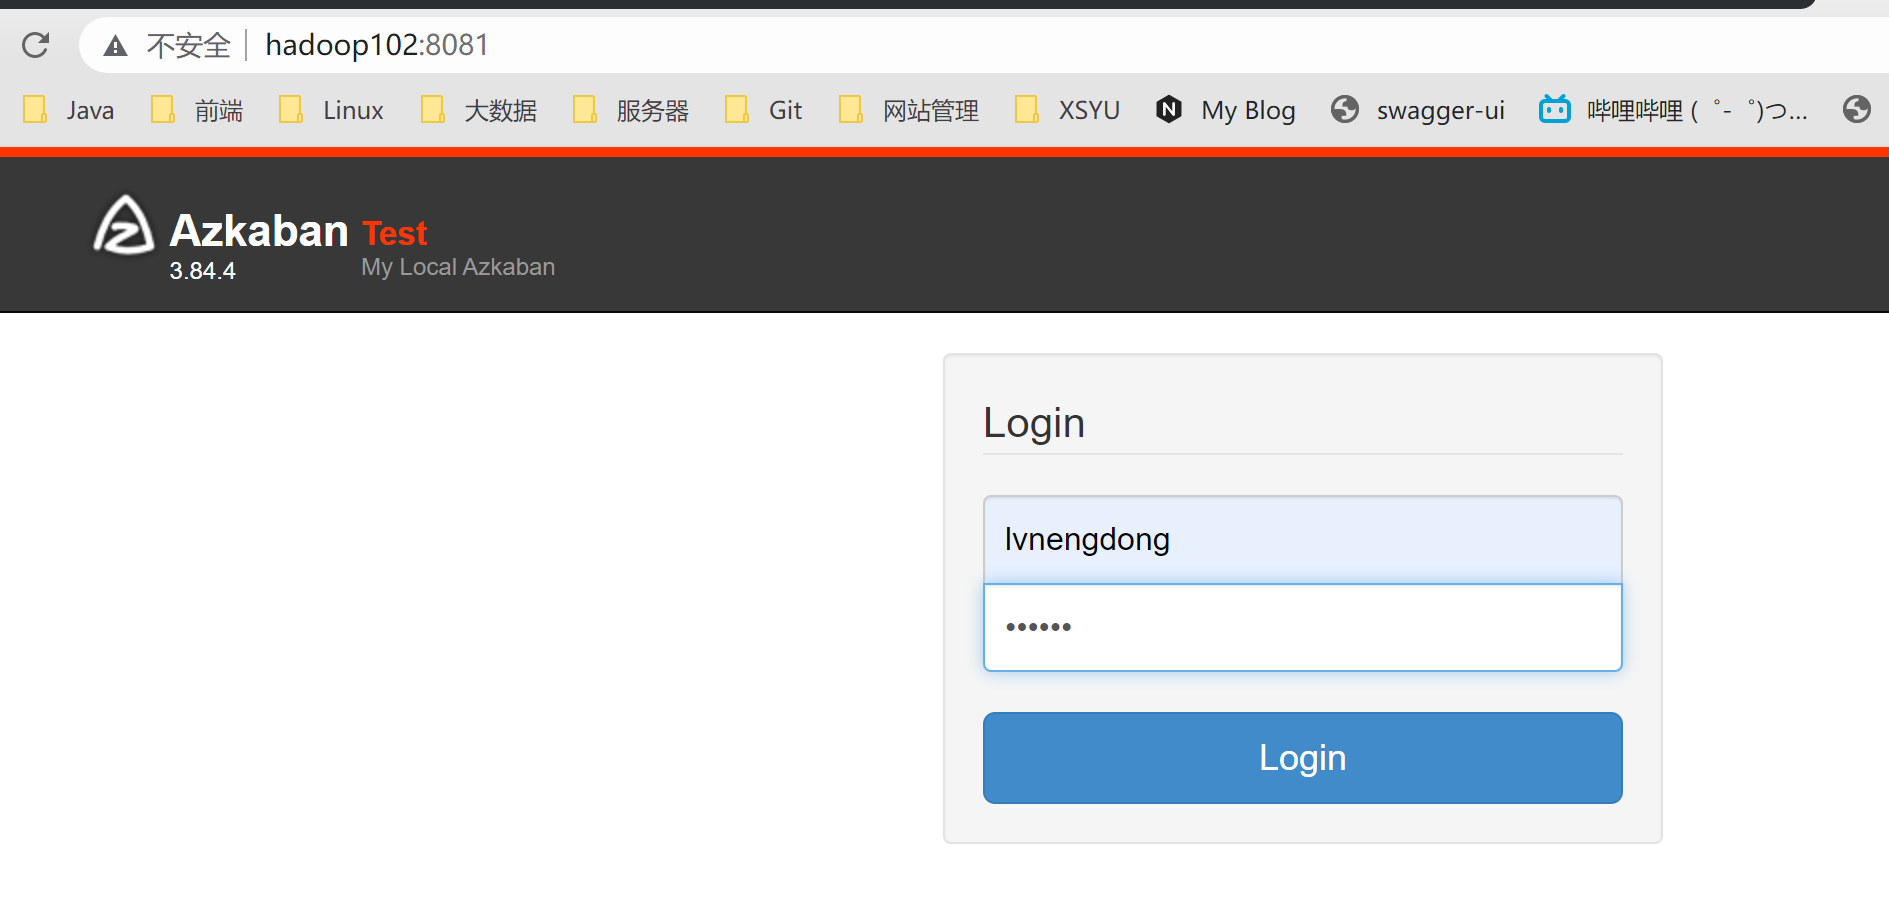 不安全 hadoop102:8081
Java 前端 Linux 大数据 服务器 Git 网站管理 XSYU My Blog swagger-ui 哔哩哔哩 (゜-゜)つ...
Azkaban Test
3.84.4 My Local Azkaban
Login
lvnengdong
••••••
Login